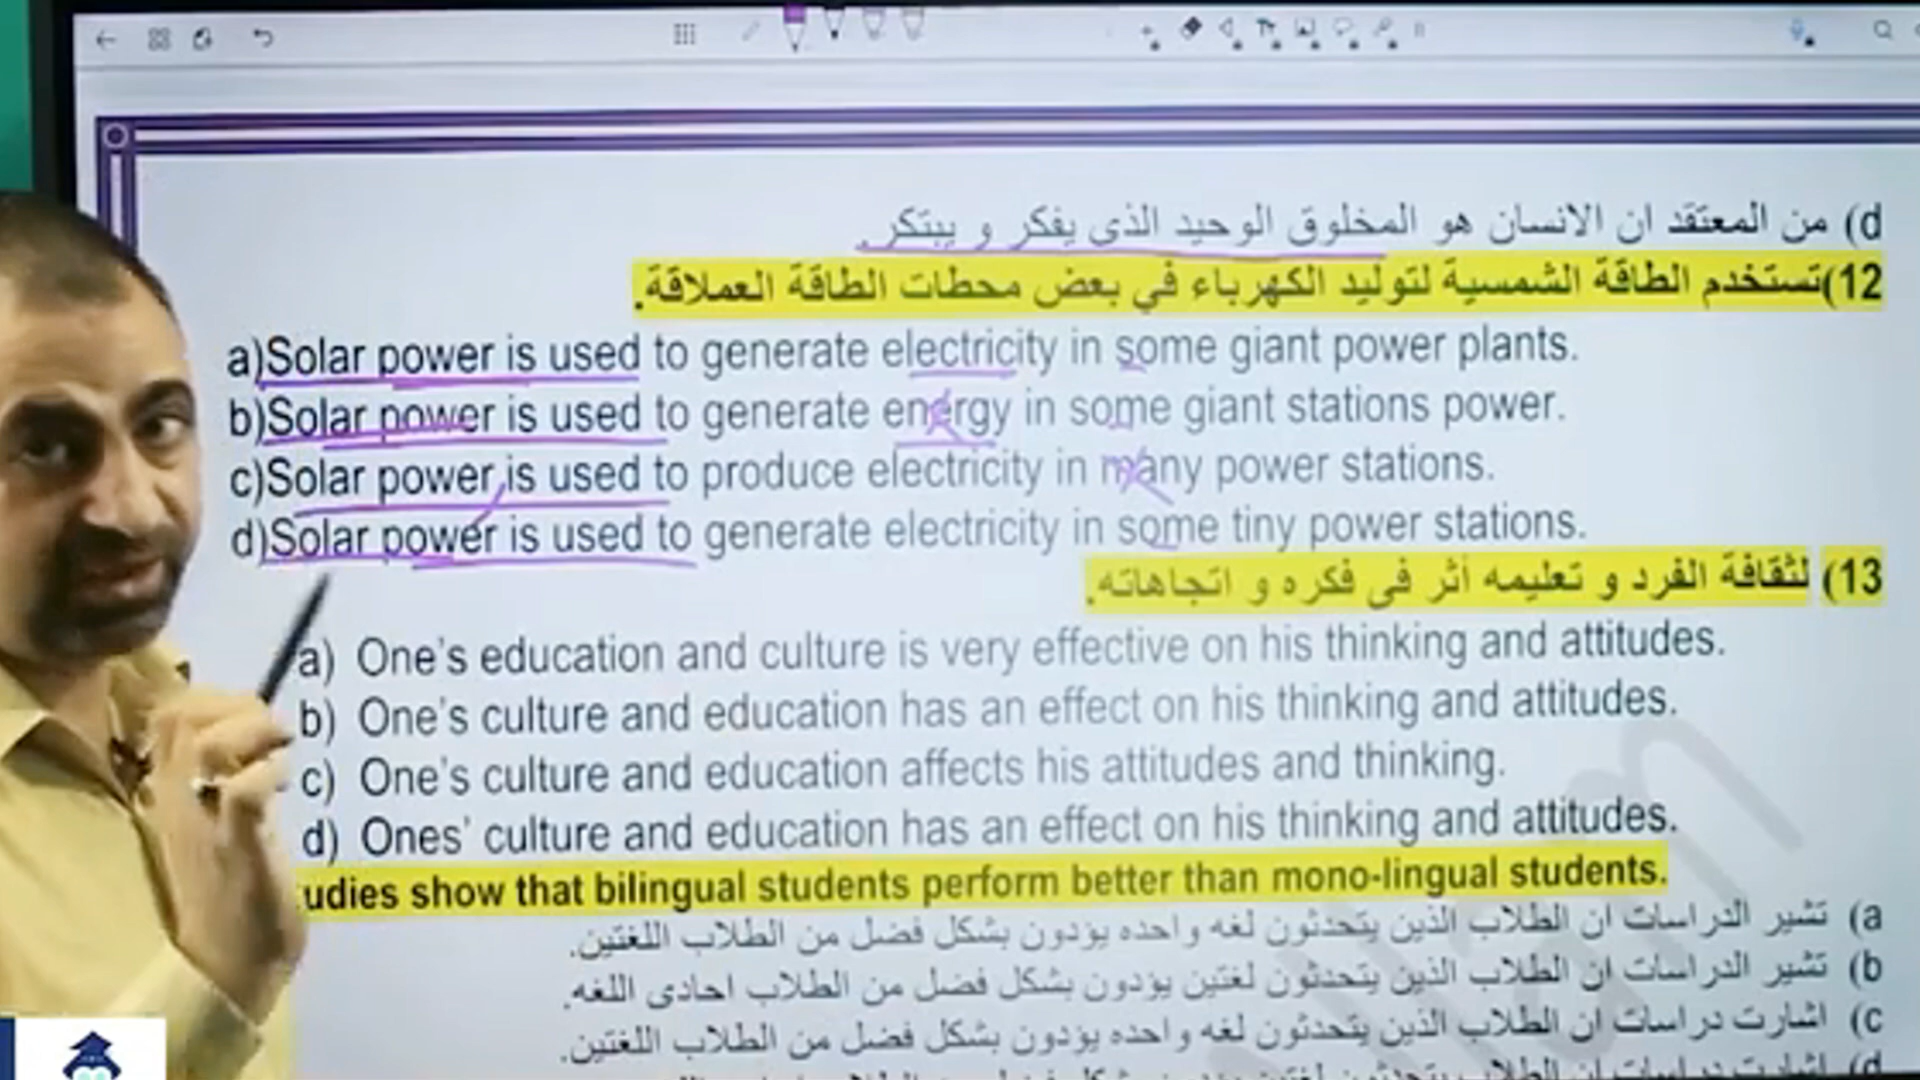 d) من المعتقد ان الانسان هو المخلوق الوحيد الذى يفكر و يبتكر.
12)تستخدم الطاقة الشمسية لتوليد الكهرباء في بعض محطات الطاقة العملاقة.
a)Solar power is used to generate electricity in some giant power plants.
b)Solar power is used to generate energy in some giant stations power.
c)Solar power is used to produce electricity in many power stations.
d)Solar power is used to generate electricity in some tiny power stations.
13) لثقافة الفرد و تعليمه أثر فى فكره و اتجاهاته.
a) One's education and culture is very effective on his thinking and attitudes.
b) One's culture and education has an effect on his thinking and attitudes.
c) One's culture and education affects his attitudes and thinking.
d) Ones' culture and education has an effect on his thinking and attitudes.
udies show that bilingual students perform better than mono-lingual students.
a) تشير الدراسات ان الطلاب الذين يتحدثون لغه واحده يؤدون بشكل فضل من الطلاب اللغتين.
b) تشير الدراسات ان الطلاب الذين يتحدثون لغتين يؤدون بشكل فضل من الطلاب احادى اللغه.
c) اشارت دراسات ان الطلاب الذين يتحدثون لغه واحده يؤدون بشكل فضل من الطلاب اللغتين.